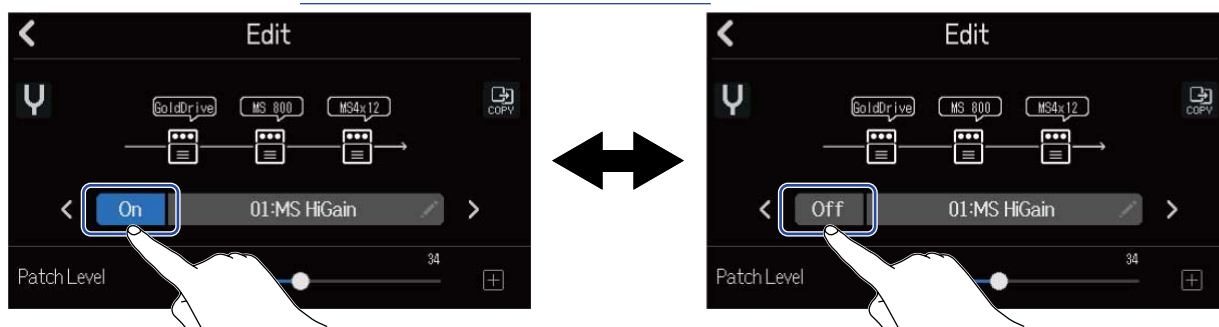 Edit
GoldDrive MS 800 MS4x12
COPY
On 01:MS HiGain
34
Patch Level
Edit
GoldDrive MS 800 MS4x12
COPY
Off 01:MS HiGain
34
Patch Level